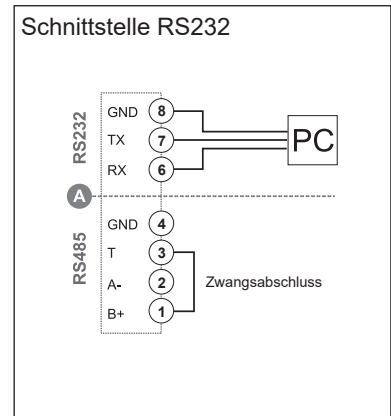 Schnittstelle RS232
RS232
GND 8
TX 7
RX 6
PC
A
RS485
GND 4
T 3
A- 2
Zwangsabschluss
B+ 1